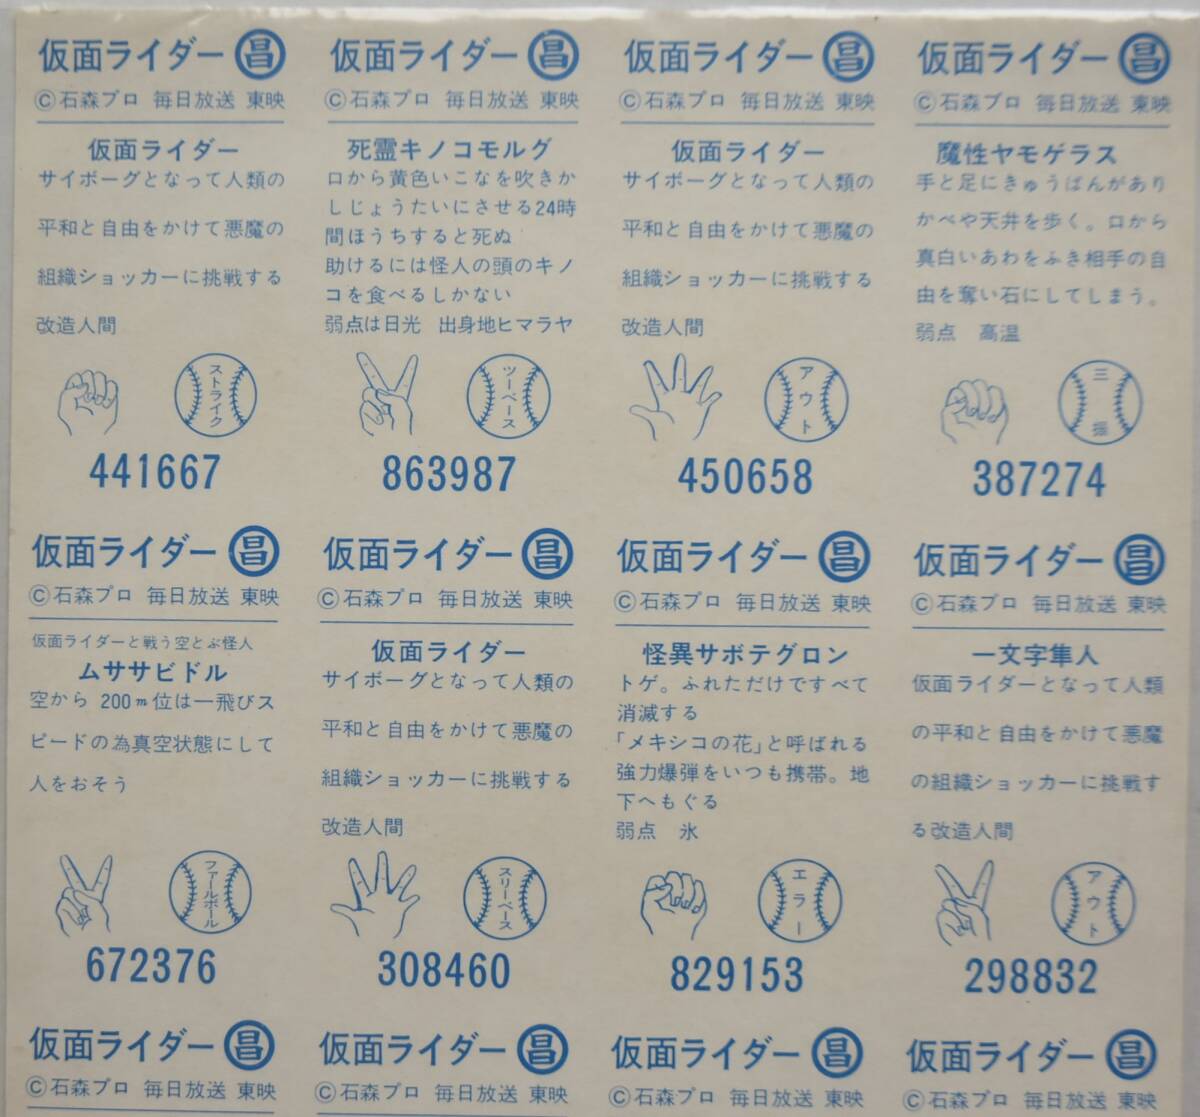 仮面ライダー 昌
©石森プロ 毎日放送 東映
仮面ライダー
サイボーグとなって人類の
平和と自由をかけて悪魔の
組織ショッカーに挑戦する
改造人間
ストライク
441667
仮面ライダー 昌
©石森プロ 毎日放送 東映
死霊キノコモルグ
口から黄色いこなを吹きか
しじょうたいにさせる24時
間ほうちすると死ぬ
助けるには怪人の頭のキノ
コを食べるしかない
弱点は日光 出身地ヒマラヤ
ツーベース
863987
仮面ライダー 昌
©石森プロ 毎日放送 東映
仮面ライダー
サイボーグとなって人類の
平和と自由をかけて悪魔の
組織ショッカーに挑戦する
改造人間
アウト
450658
仮面ライダー 昌
©石森プロ 毎日放送 東映
魔性ヤモゲラス
手と足にきゅうばんがあり
かべや天井を歩く。口から
真白いあわをふき相手の自
由を奪い石にしてしまう。
弱点 高温
三振
387274
仮面ライダー 昌
©石森プロ 毎日放送 東映
仮面ライダーと戦う空とぶ怪人
ムササビドル
空から 200m位は一飛びス
ピードの為真空状態にして
人をおそう
ファールボール
672376
仮面ライダー 昌
©石森プロ 毎日放送 東映
仮面ライダー
サイボーグとなって人類の
平和と自由をかけて悪魔の
組織ショッカーに挑戦する
改造人間
スリーベース
308460
仮面ライダー 昌
©石森プロ 毎日放送 東映
怪異サボテグロン
トゲ。ふれただけですべて
消滅する
「メキシコの花」と呼ばれる
強力爆弾をいつも携帯。地
下へもぐる
弱点 氷
エラー
829153
仮面ライダー 昌
©石森プロ 毎日放送 東映
一文字隼人
仮面ライダーとなって人類
の平和と自由をかけて悪魔
の組織ショッカーに挑戦す
る改造人間
アウト
298832
仮面ライダー 昌
©石森プロ 毎日放送 東映
仮面ライダー 昌
©石森プロ 毎日放送 東映
仮面ライダー 昌
©石森プロ 毎日放送 東映
仮面ライダー 昌
©石森プロ 毎日放送 東映